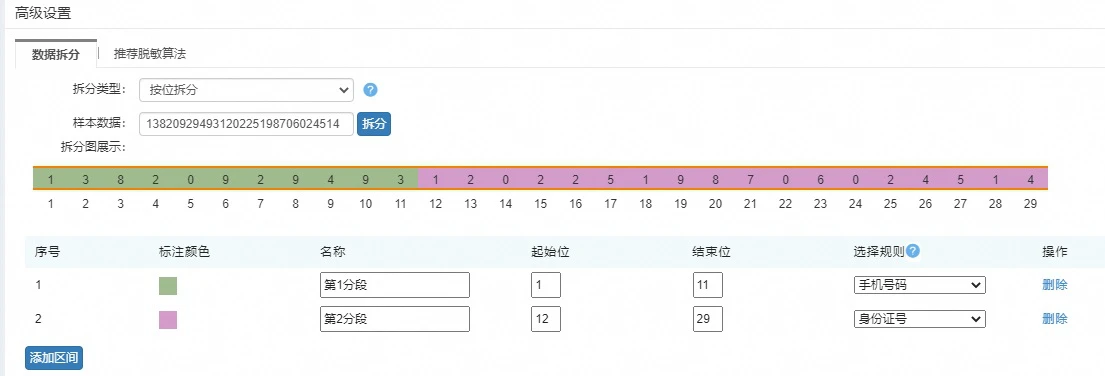 高级设置
数据拆分 推荐脱敏算法
拆分类型: 按位拆分 ?
样本数据: 13820929493120225198706024514 拆分
拆分图展示:
1 3 8 2 0 9 2 9 4 9 3 1 2 0 2 2 5 1 9 8 7 0 6 0 2 4 5 1 4
1 2 3 4 5 6 7 8 9 10 11 12 13 14 15 16 17 18 19 20 21 22 23 24 25 26 27 28 29
序号 标注颜色 名称 起始位 结束位 选择规则 ? 操作
1 第1分段 1 11 手机号码 删除
2 第2分段 12 29 身份证号 删除
添加区间